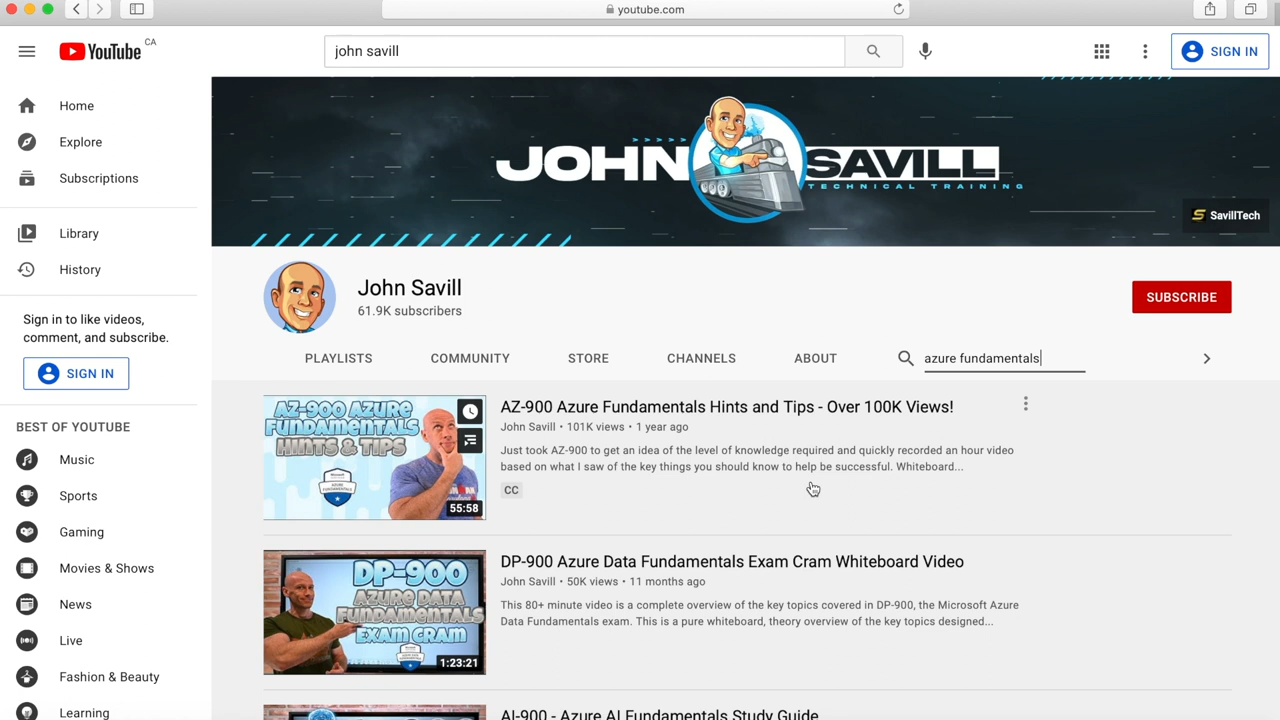 youtube.com
YouTube CA
john savill
SIGN IN
Home
Explore
Subscriptions
Library
History
Sign in to like videos,
comment, and subscribe.
SIGN IN
BEST OF YOUTUBE
Music
Sports
Gaming
Movies & Shows
News
Live
Fashion & Beauty
Learning
JOHN SAVILL
TECHNICAL TRAINING
SavillTech
John Savill
61.9K subscribers
SUBSCRIBE
PLAYLISTS COMMUNITY STORE CHANNELS ABOUT azure fundamentals
AZ-900 AZURE
FUNDAMENTALS
HINTS & TIPS
55:58
AZ-900 Azure Fundamentals Hints and Tips - Over 100K Views!
John Savill • 101K views • 1 year ago
Just took AZ-900 to get an idea of the level of knowledge required and quickly recorded an hour video
based on what I saw of the key things you should know to help be successful. Whiteboard...
CC
DP-900
AZURE DATA
FUNDAMENTALS
EXAM CRAM
1:23:21
DP-900 Azure Data Fundamentals Exam Cram Whiteboard Video
John Savill • 50K views • 11 months ago
This 80+ minute video is a complete overview of the key topics covered in DP-900, the Microsoft Azure
Data Fundamentals exam. This is a pure whiteboard, theory overview of the key topics designed...
AI-900 - Azure AI Fundamentals Study Guide